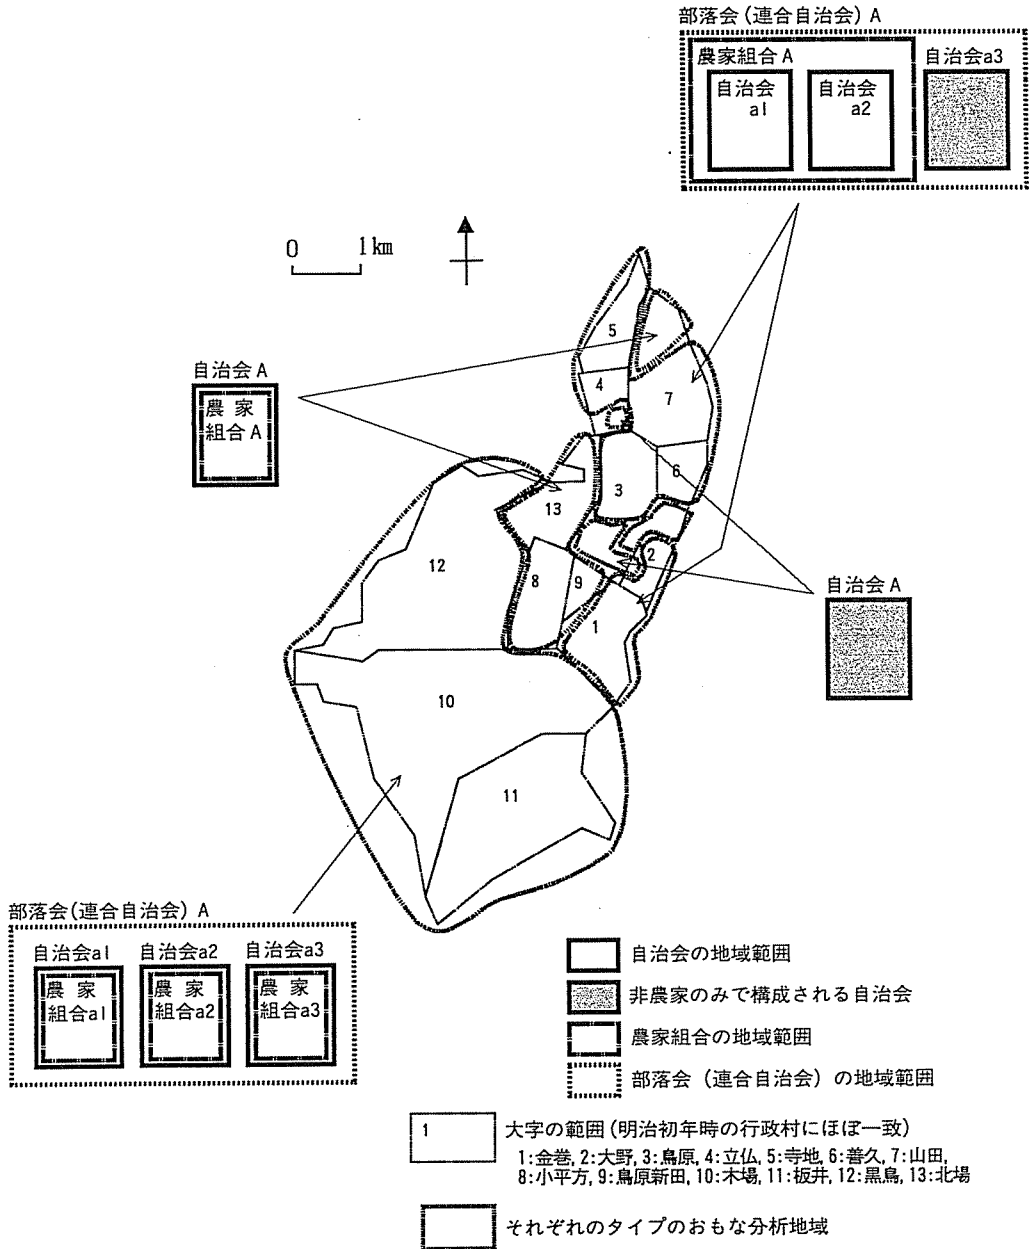 部落会(連合自治会) A
農家組合A
自治会a3
自治会
a1
自治会
a2
0 1km
自治会A
農 家
組合A
5
4
7
6
3
13
2
12
8
9
1
自治会A
10
11
部落会(連合自治会) A
自治会a1 自治会a2 自治会a3
農 家
組合a1
農 家
組合a2
農 家
組合a3
自治会の地域範囲
非農家のみで構成される自治会
農家組合の地域範囲
部落会 (連合自治会) の地域範囲
1
大字の範囲(明治初年時の行政村にほぼ一致)
1:金巻, 2:大野, 3:鳥原, 4:立仏, 5:寺地, 6:善久, 7:山田,
8:小平方, 9:鳥原新田, 10:木場, 11:板井, 12:黒鳥, 13:北場
それぞれのタイプのおもな分析地域